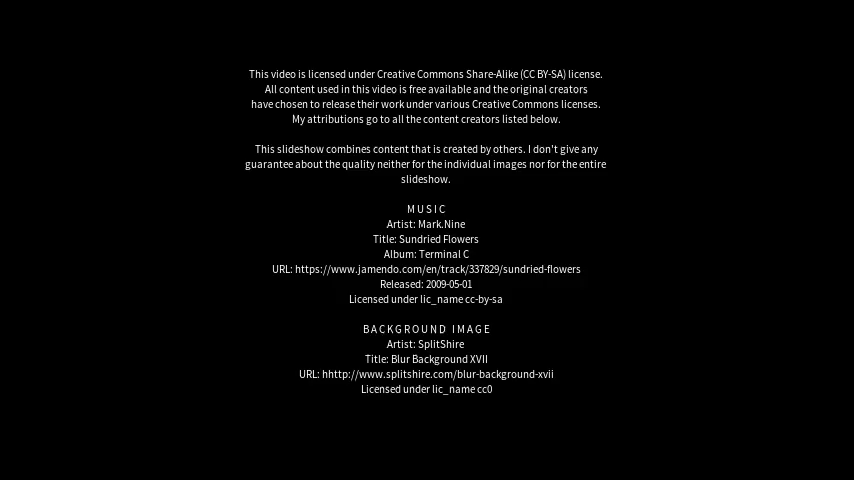 This video is licensed under Creative Commons Share-Alike (CC BY-SA) license.
All content used in this video is free available and the original creators
have chosen to release their work under various Creative Commons licenses.
My attributions go to all the content creators listed below.
This slideshow combines content that is created by others. I don't give any
guarantee about the quality neither for the individual images nor for the entire
slideshow.
MUSIC
Artist: Mark.Nine
Title: Sundried Flowers
Album: Terminal C
URL: https://www.jamendo.com/en/track/337829/sundried-flowers
Released: 2009-05-01
Licensed under lic_name cc-by-sa
BACKGROUND IMAGE
Artist: SplitShire
Title: Blur Background XVII
URL: hhttp://www.splitshire.com/blur-background-xvii
Licensed under lic_name cc0